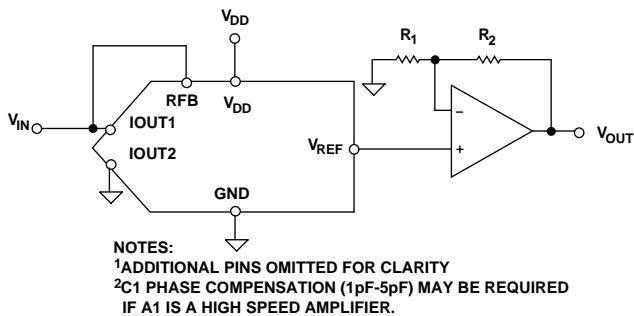 VDD
R1
R2
RFB
VDD
VIN
IOUT1
−
IOUT2
VREF
+
VOUT
GND
NOTES:
1ADDITIONAL PINS OMITTED FOR CLARITY
2C1 PHASE COMPENSATION (1pF-5pF) MAY BE REQUIRED
IF A1 IS A HIGH SPEED AMPLIFIER.